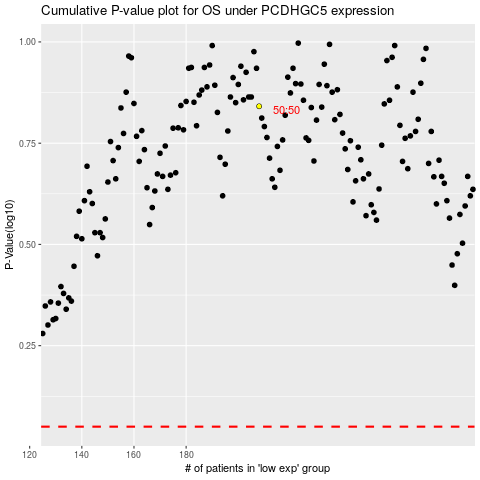 Cumulative P-value plot for OS under PCDHGC5 expression
P-Value(log10)
1.00
0.75
0.50
0.25
50:50
120 140 160 180
# of patients in 'low exp' group